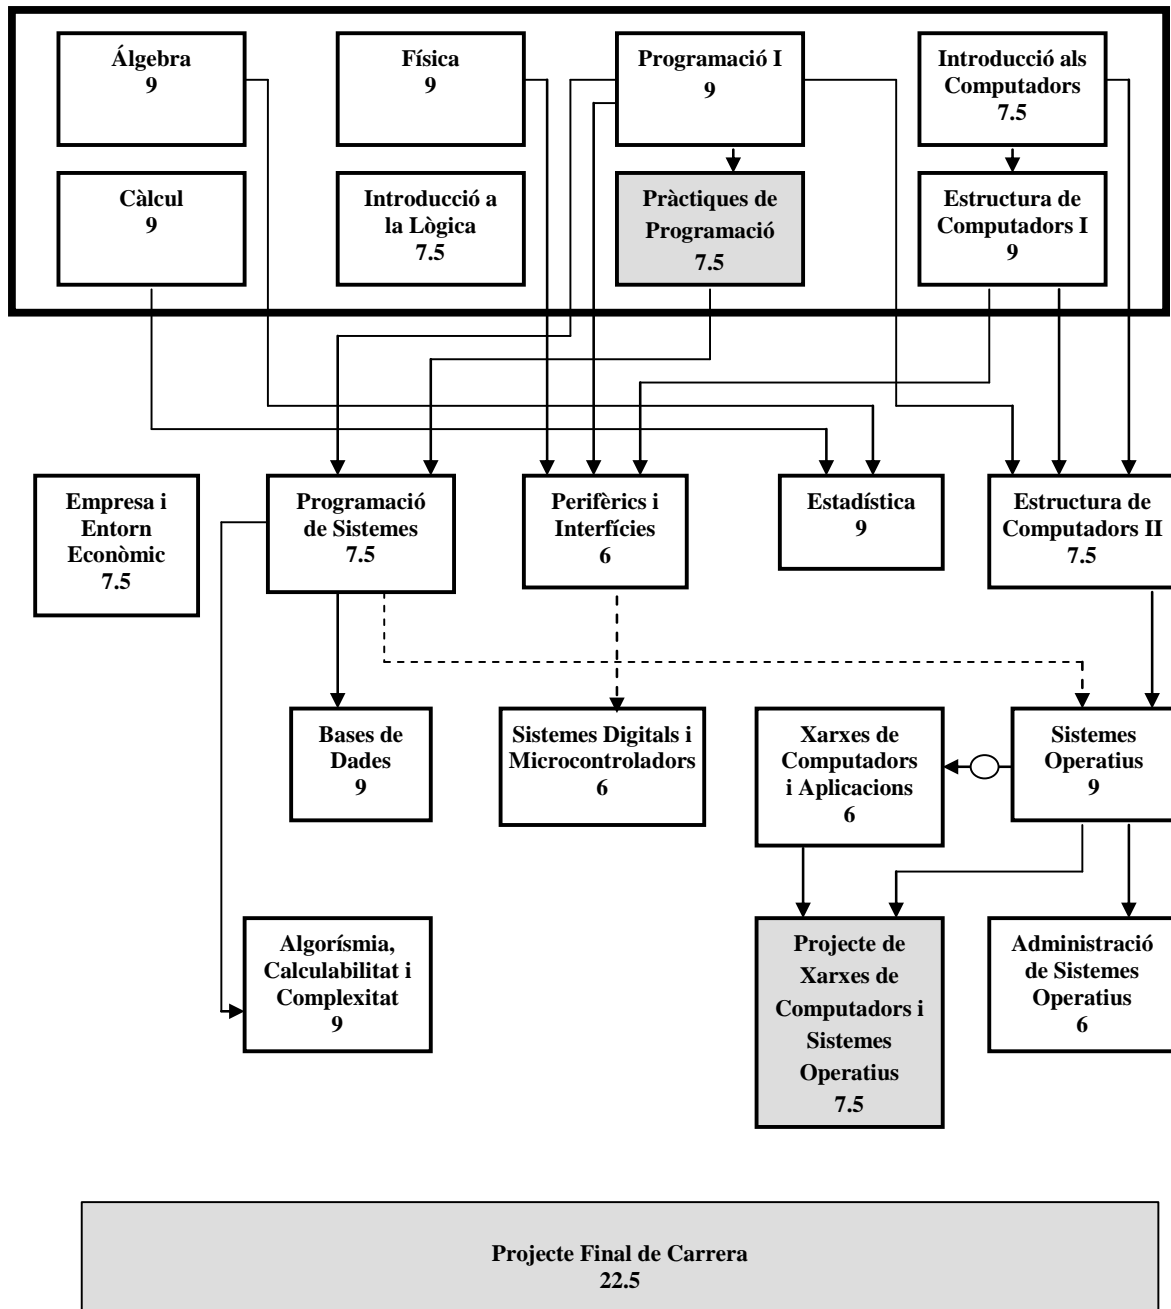 Álgebra
9
Física
9
Programació I
9
Introducció als
Computadors
7.5
Càlcul
9
Introducció a
la Lògica
7.5
Pràctiques de
Programació
7.5
Estructura de
Computadors I
9
Empresa i
Entorn
Econòmic
7.5
Programació
de Sistemes
7.5
Perifèrics i
Interfícies
6
Estadística
9
Estructura de
Computadors II
7.5
Bases de
Dades
9
Sistemes Digitals i
Microcontroladors
6
Xarxes de
Computadors
i Aplicacions
6
Sistemes
Operatius
9
Algorísmia,
Calculabilitat i
Complexitat
9
Projecte de
Xarxes de
Computadors i
Sistemes
Operatius
7.5
Administració
de Sistemes
Operatius
6
Projecte Final de Carrera
22.5